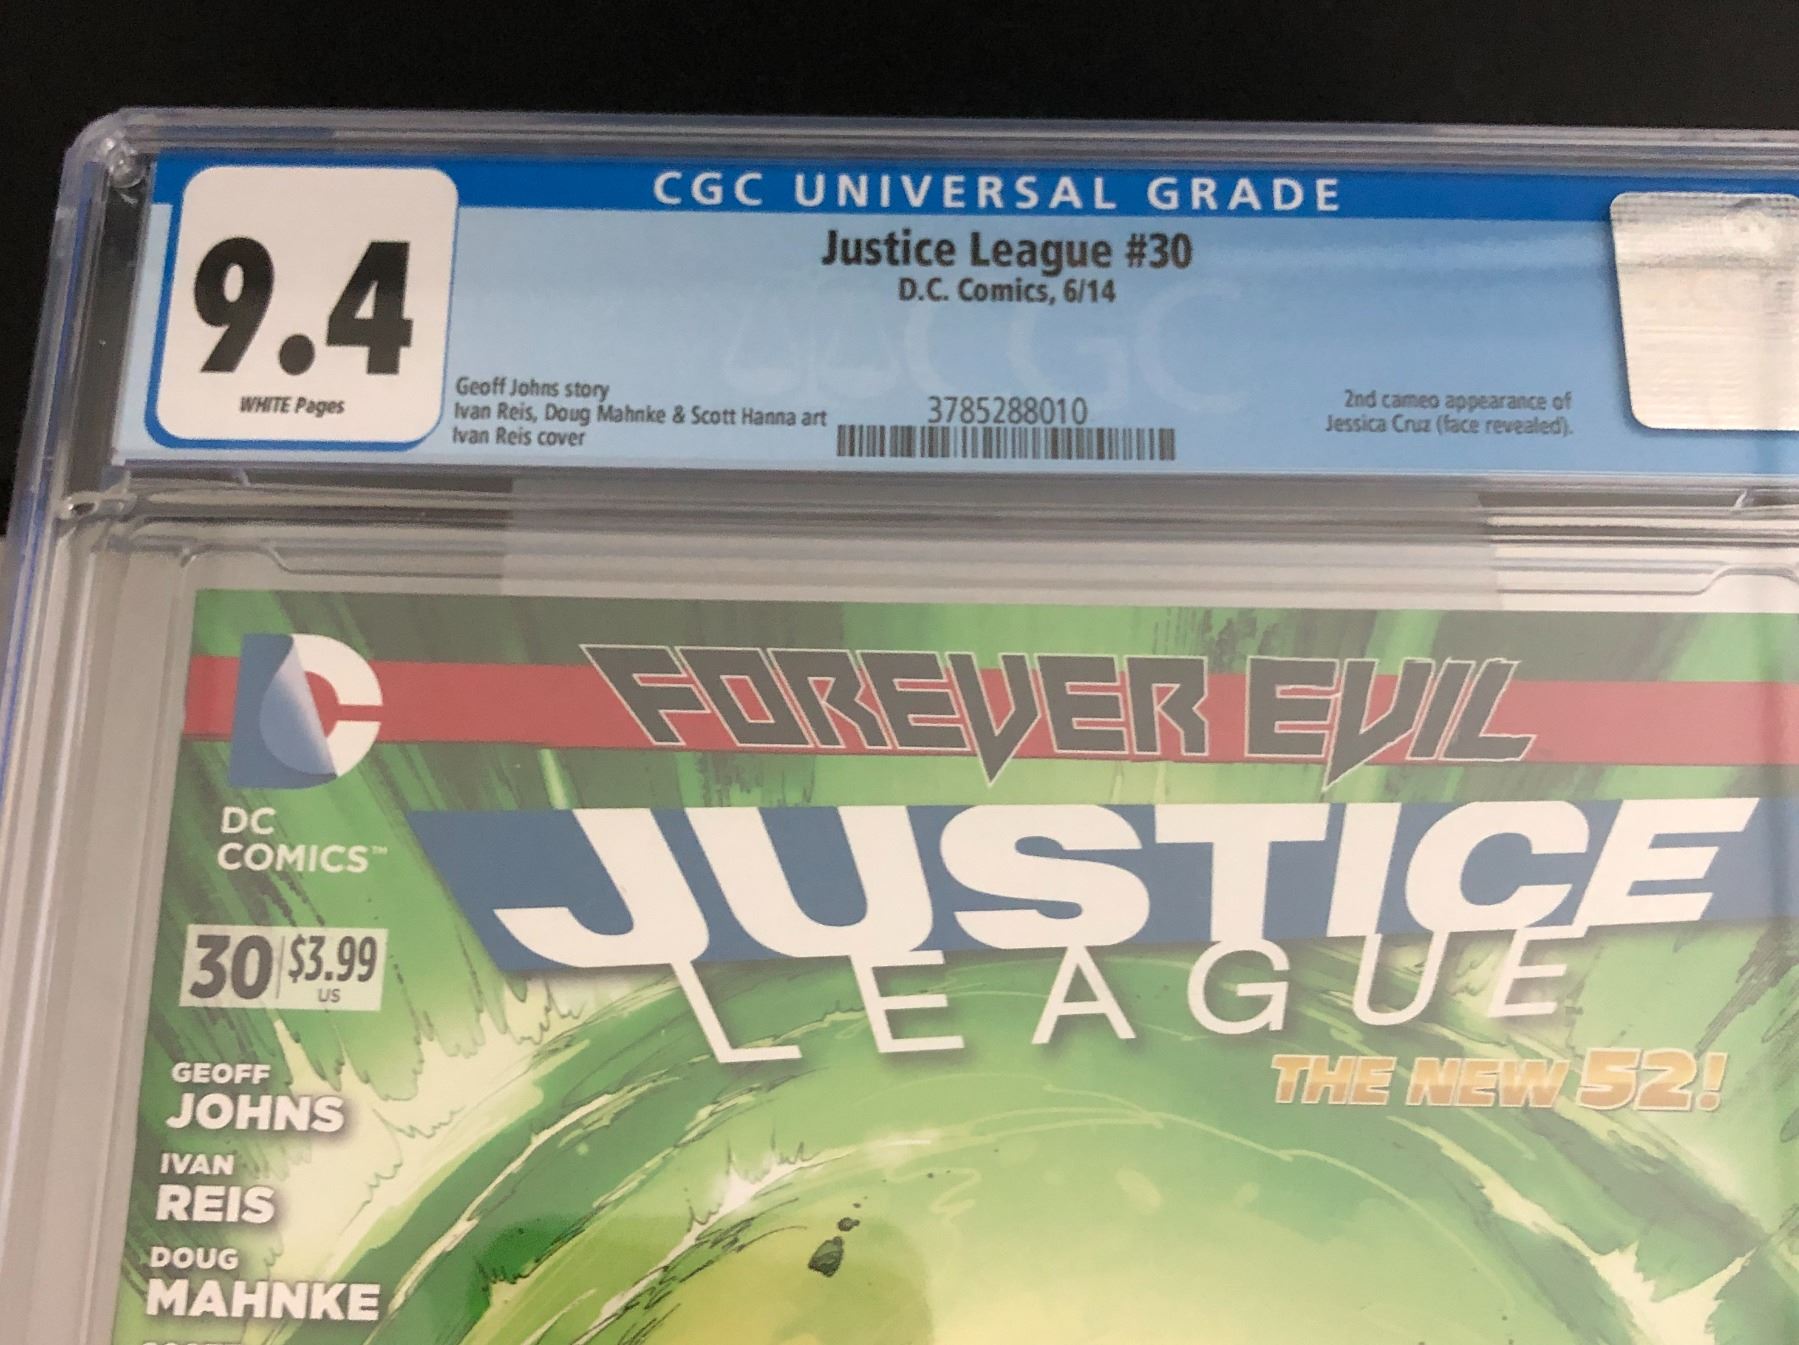 CGC UNIVERSAL GRADE
9.4
WHITE Pages
Justice League #30
D.C. Comics, 6/14
Geoff Johns story
Ivan Reis, Doug Mahnke & Scott Hanna art
Ivan Reis cover
3785288010
2nd cameo appearance of
Jessica Cruz (face revealed).
CGC
FOREVER EVIL
DC
COMICS™
JUSTICE
LEAGUE
THE NEW 52!
30 $3.99
US
GEOFF
JOHNS
IVAN
REIS
DOUG
MAHNKE